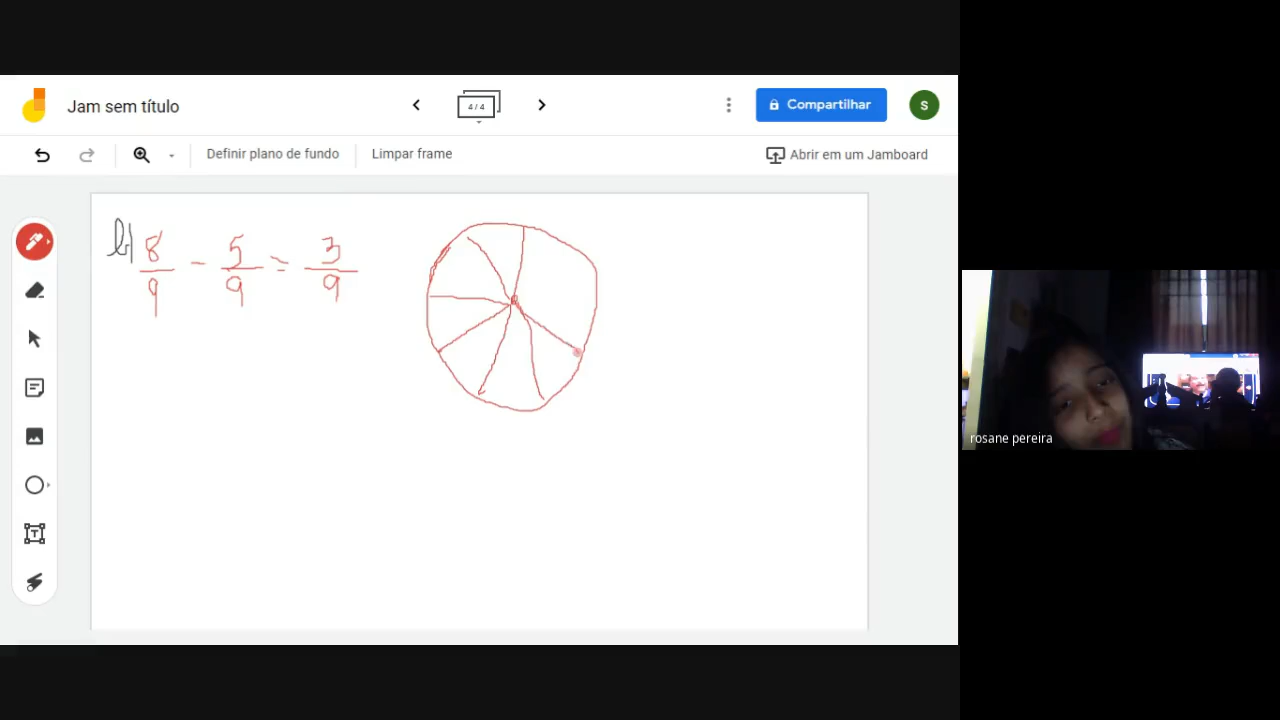 Jam sem título
4 / 4
Compartilhar
S
Definir plano de fundo
Limpar frame
Abrir em um Jamboard
b) 8/9 - 5/9 = 3/9
rosane pereira